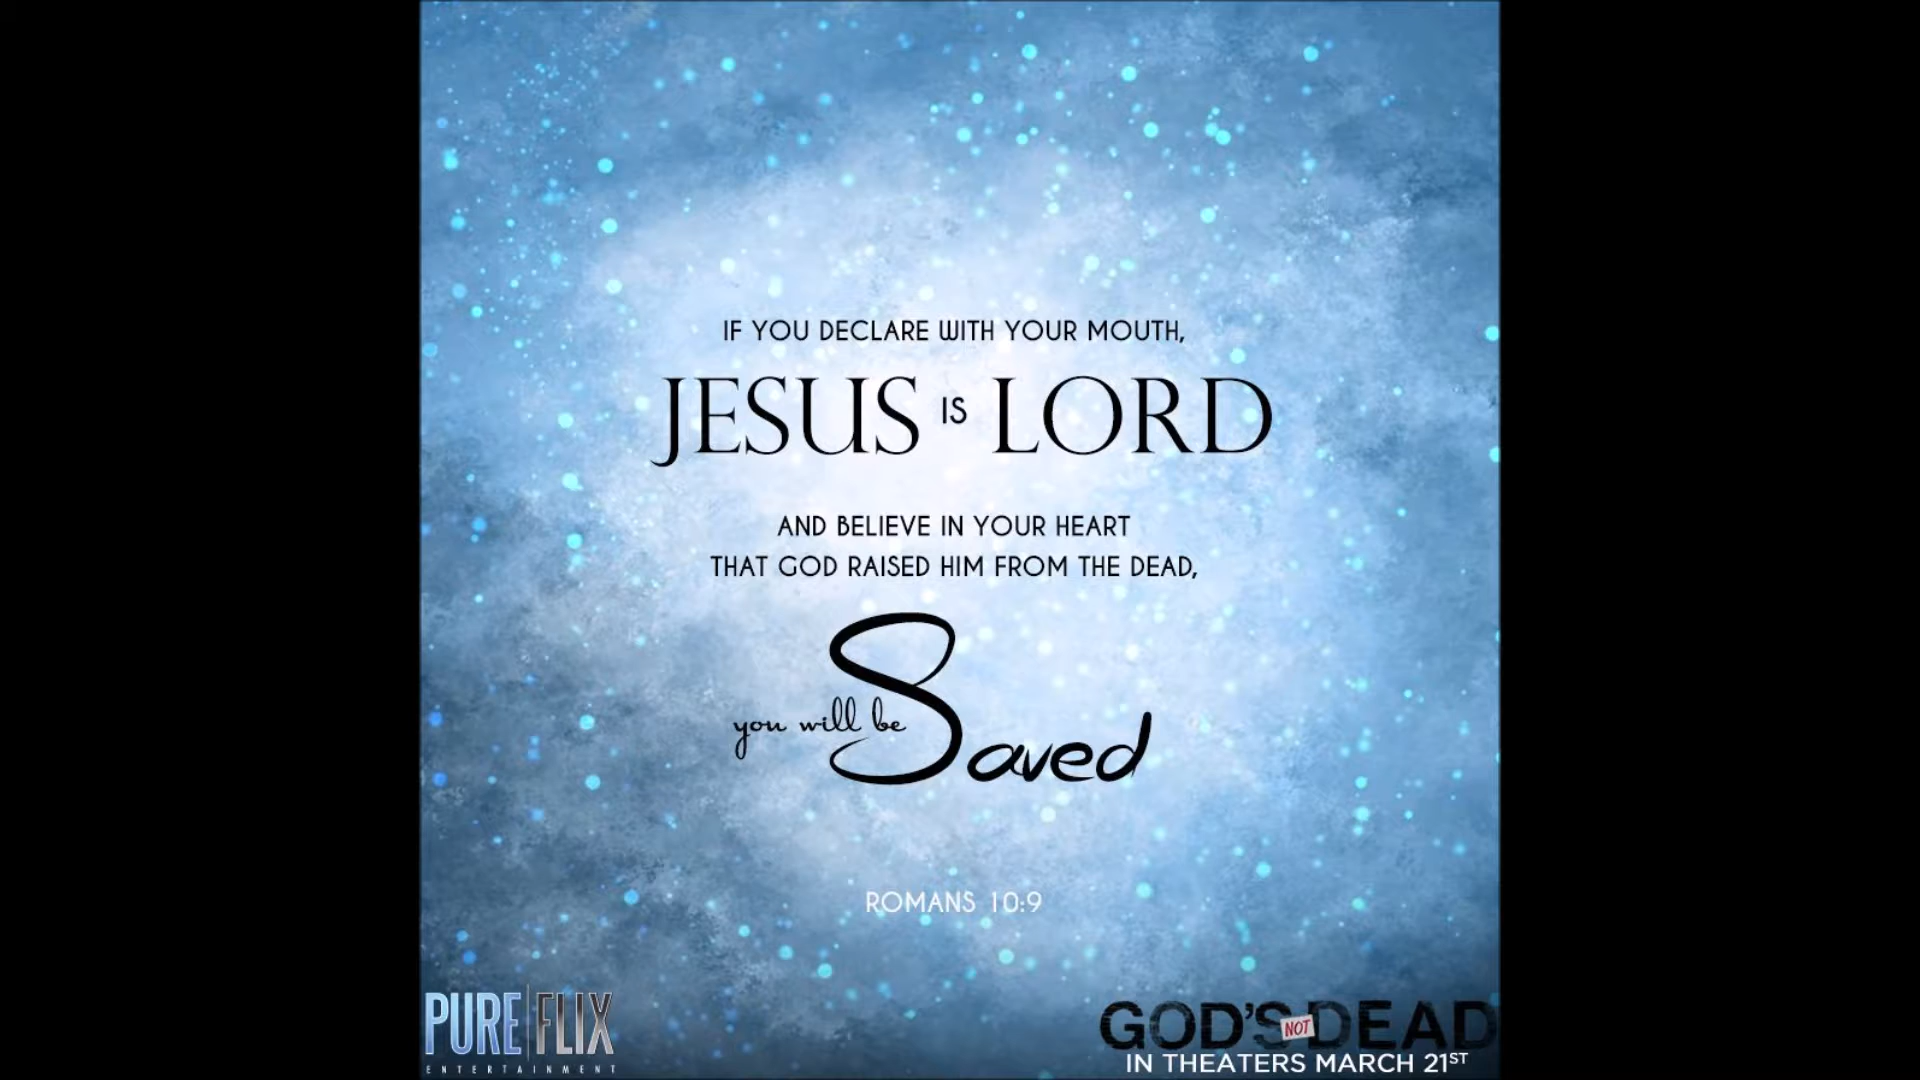 IF YOU DECLARE WITH YOUR MOUTH,
JESUS IS LORD
AND BELIEVE IN YOUR HEART
THAT GOD RAISED HIM FROM THE DEAD,
you will be Saved
ROMANS 10:9
PURE FLIX
ENTERTAINMENT
GOD'S NOT DEAD
IN THEATERS MARCH 21ST